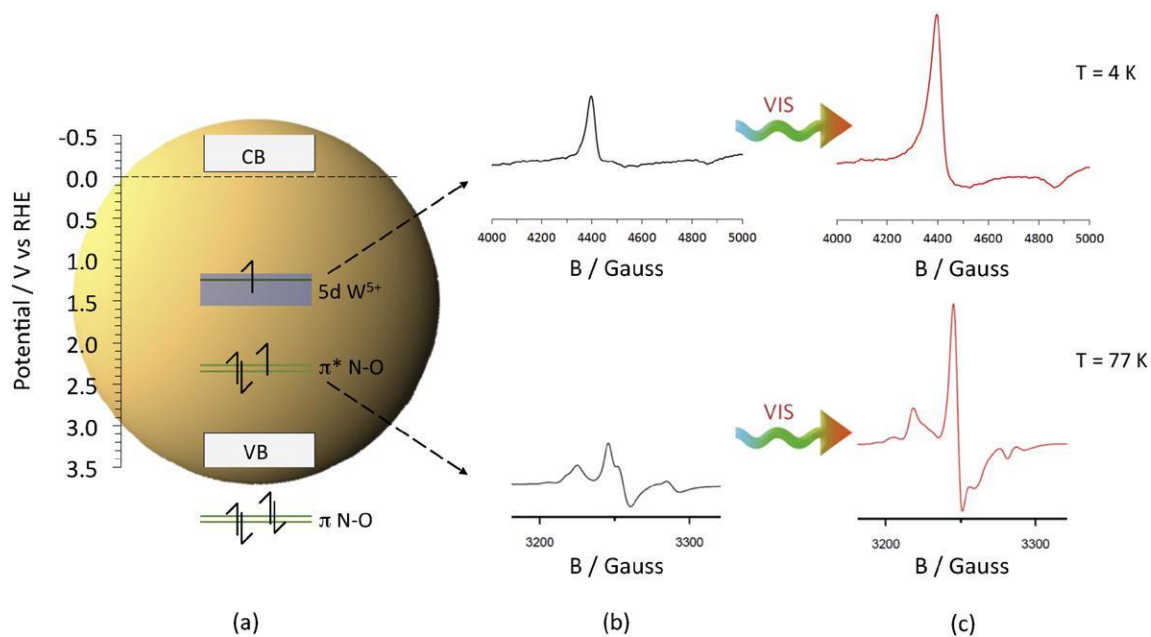 Potential / V vs RHE
-0.5
0.0
0.5
1.0
1.5
2.0
2.5
3.0
3.5
CB
5d W⁵⁺
π* N-O
VB
π N-O
(a)
4000 4200 4400 4600 4800 5000
B / Gauss
3200 3300
B / Gauss
(b)
VIS
VIS
T = 4 K
4000 4200 4400 4600 4800 5000
B / Gauss
T = 77 K
3200 3300
B / Gauss
(c)